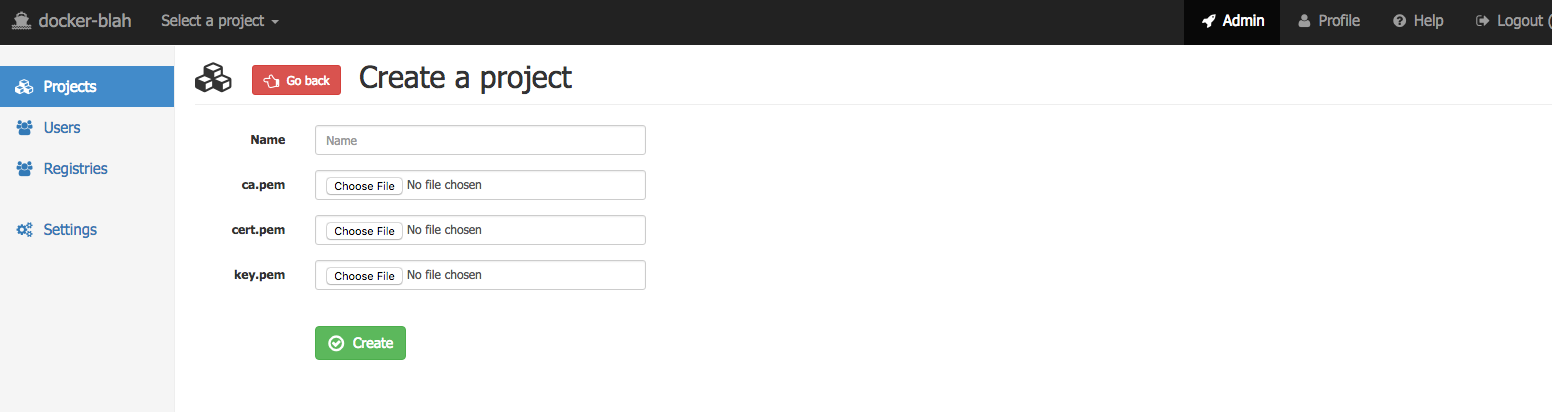 docker-blah Select a project Admin Profile Help Logout (
Projects
Users
Registries
Settings
Go back Create a project
Name Name
ca.pem Choose File No file chosen
cert.pem Choose File No file chosen
key.pem Choose File No file chosen
Create